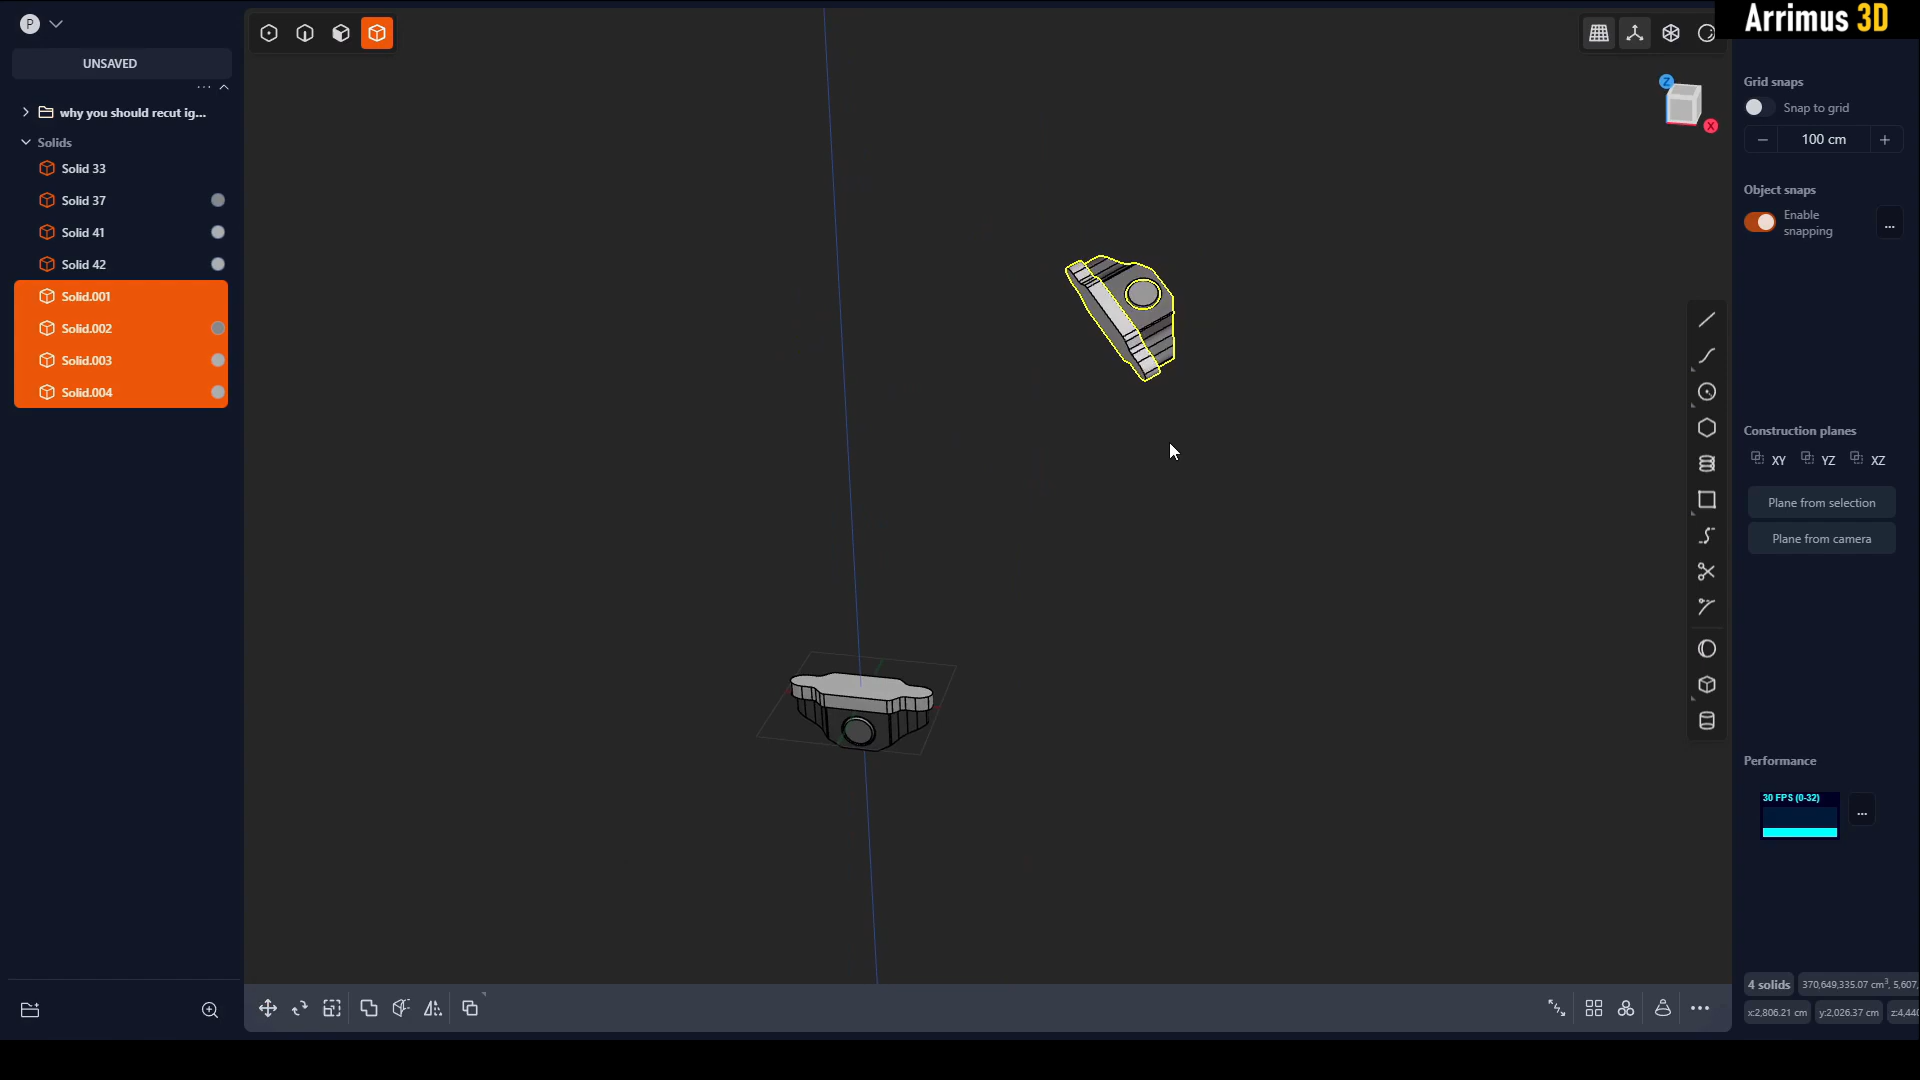 P
Arrimus 3D
UNSAVED
why you should recut ig...
Solids
Solid 33
Solid 37
Solid 41
Solid 42
Solid.001
Solid.002
Solid.003
Solid.004
Z
X
Grid snaps
Snap to grid
100 cm
Object snaps
Enable
snapping
...
Construction planes
XY YZ XZ
Plane from selection
Plane from camera
Performance
30 FPS (0-32)
...
4 solids 370,649,335.07 cm³, 5,607,
x:2,806.21 cm y:2,026.37 cm z:4,440